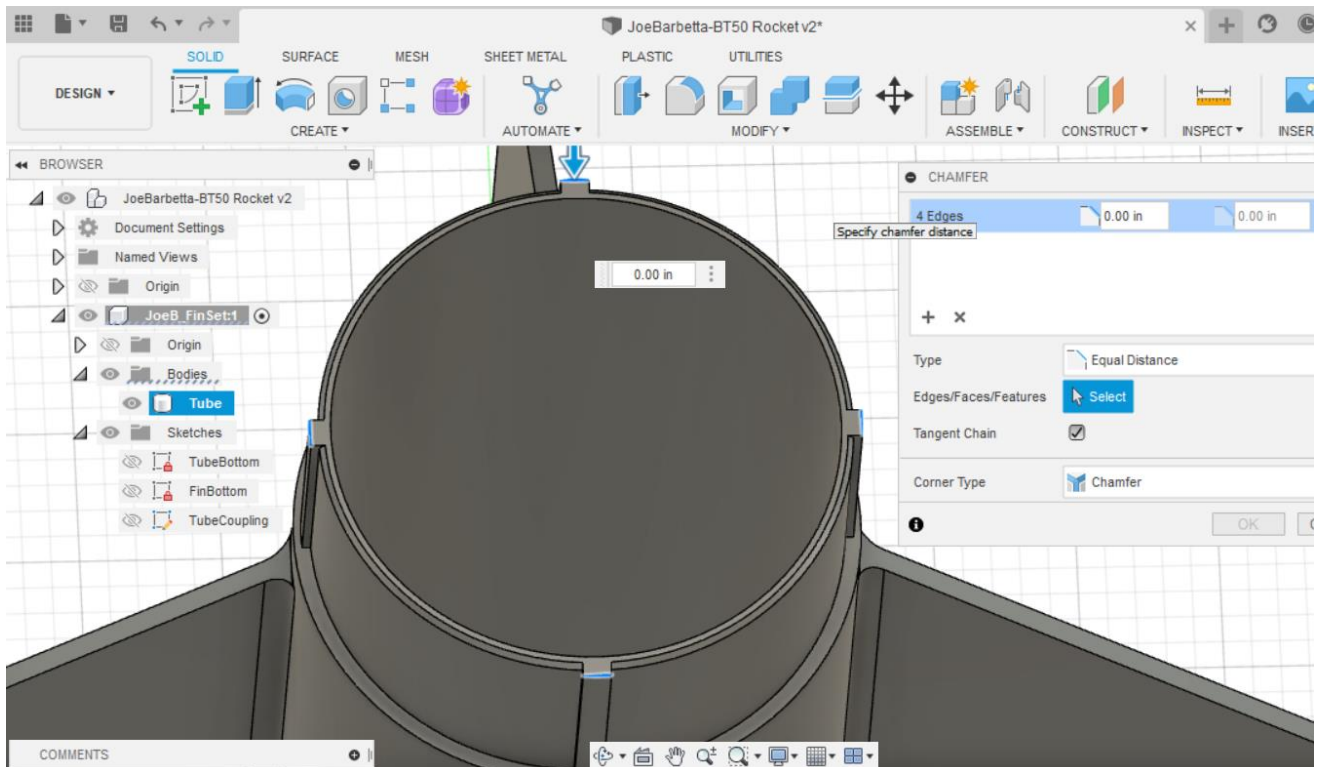 JoeBarbetta-BT50 Rocket v2*
SOLID SURFACE MESH SHEET METAL PLASTIC UTILITIES
DESIGN
CREATE AUTOMATE MODIFY ASSEMBLE CONSTRUCT INSPECT INSER
BROWSER
JoeBarbetta-BT50 Rocket v2
Document Settings
Named Views
Origin
JoeB_FinSet:1
Origin
Bodies
Tube
Sketches
TubeBottom
FinBottom
TubeCoupling
0.00 in
CHAMFER
4 Edges 0.00 in 0.00 in
Specify chamfer distance
Type Equal Distance
Edges/Faces/Features Select
Tangent Chain
Corner Type Chamfer
OK
COMMENTS